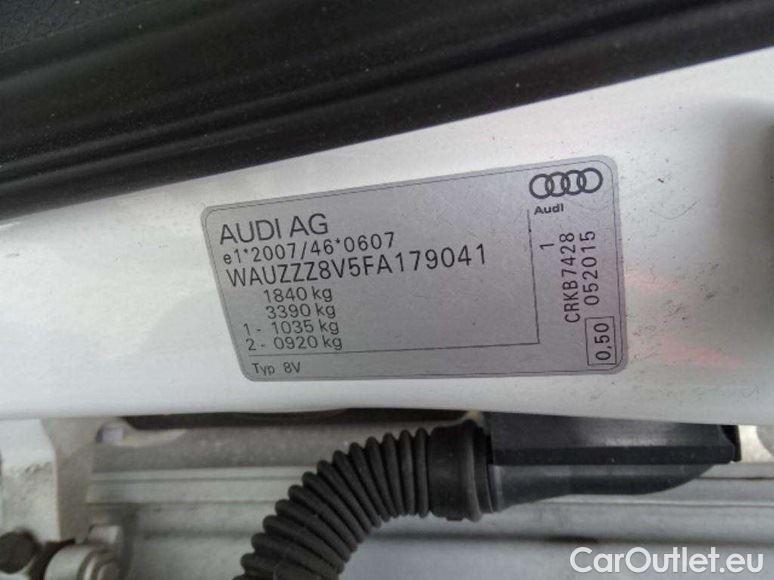 AUDI AG
e1*2007/46*0607
WAUZZZ8V5FA179041
1840 kg
3390 kg
1 - 1035 kg
2 - 0920 kg
Typ 8V
Audi
1
CRKB7428
052015
0,50
CarOutlet.eu